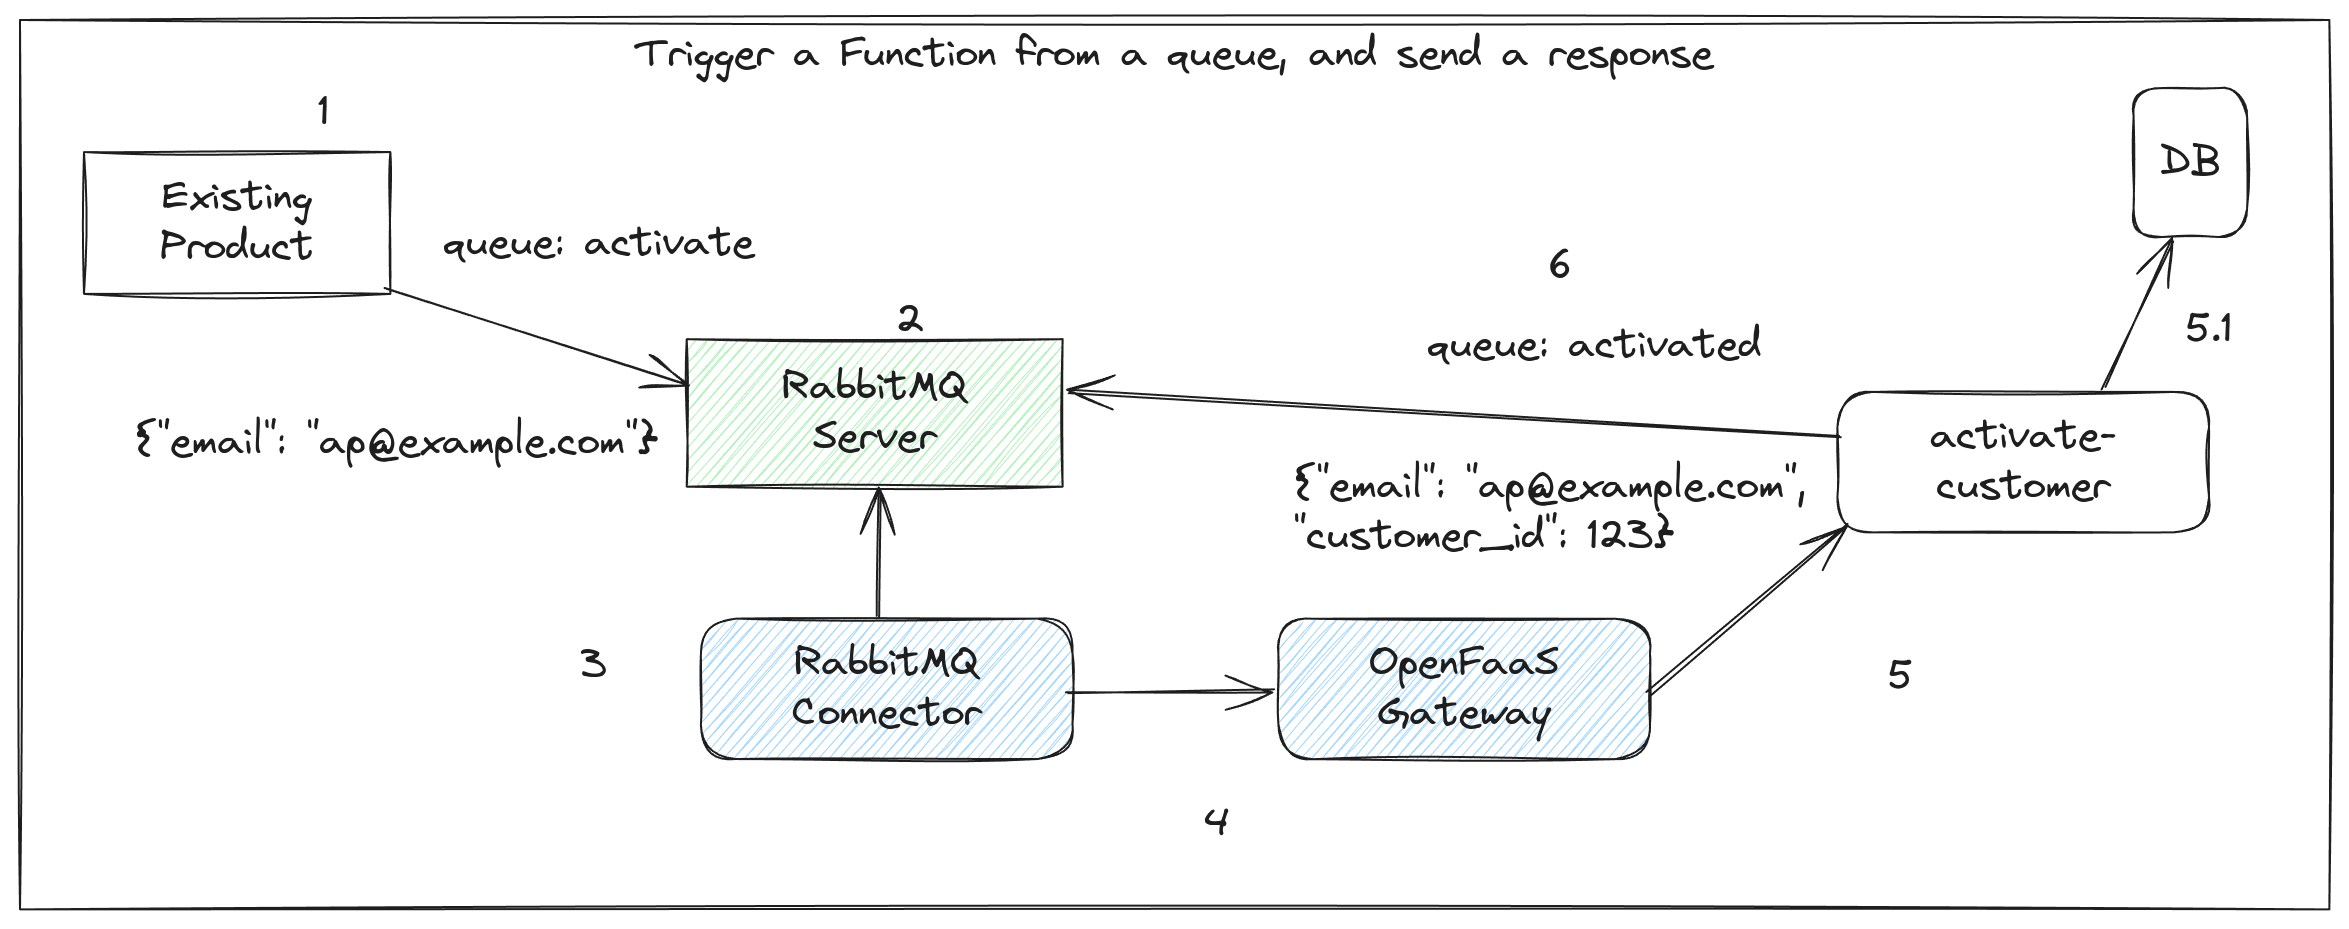 Trigger a Function from a queue, and send a response
1
Existing
Product
queue: activate
{"email": "ap@example.com"}
2
RabbitMQ
Server
3
RabbitMQ
Connector
4
OpenFaaS
Gateway
5
activate-
customer
5.1
DB
6
queue: activated
{"email": "ap@example.com",
"customer_id": 123}